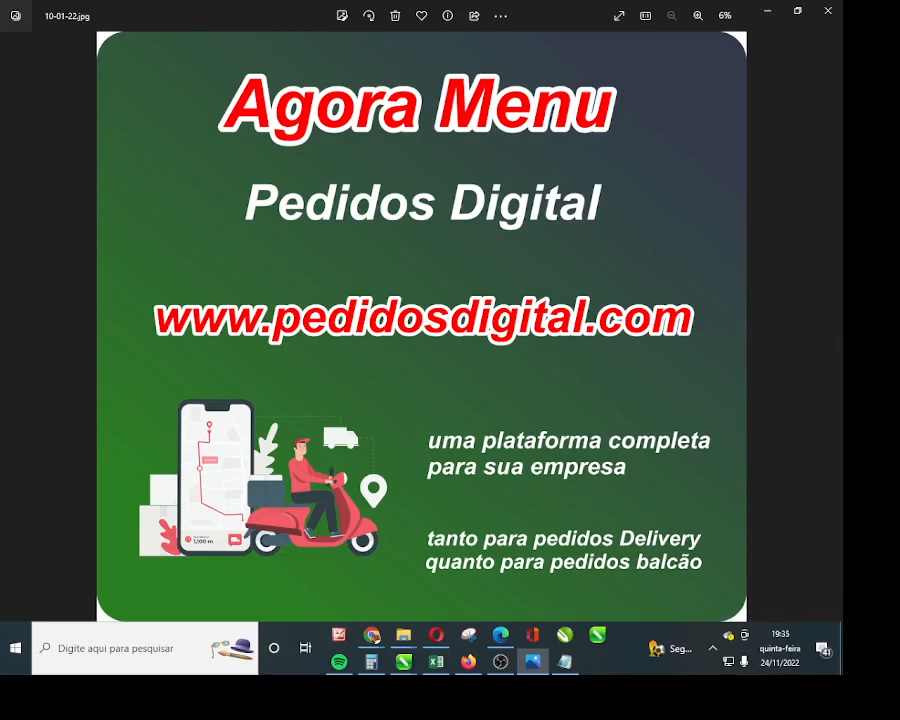 10-01-22.jpg
6%
Agora Menu
Pedidos Digital
www.pedidosdigital.com
uma plataforma completa
para sua empresa
tanto para pedidos Delivery
quanto para pedidos balcão
1,100 m
Digite aqui para pesquisar
Seg...
19:35
quinta-feira
24/11/2022
41